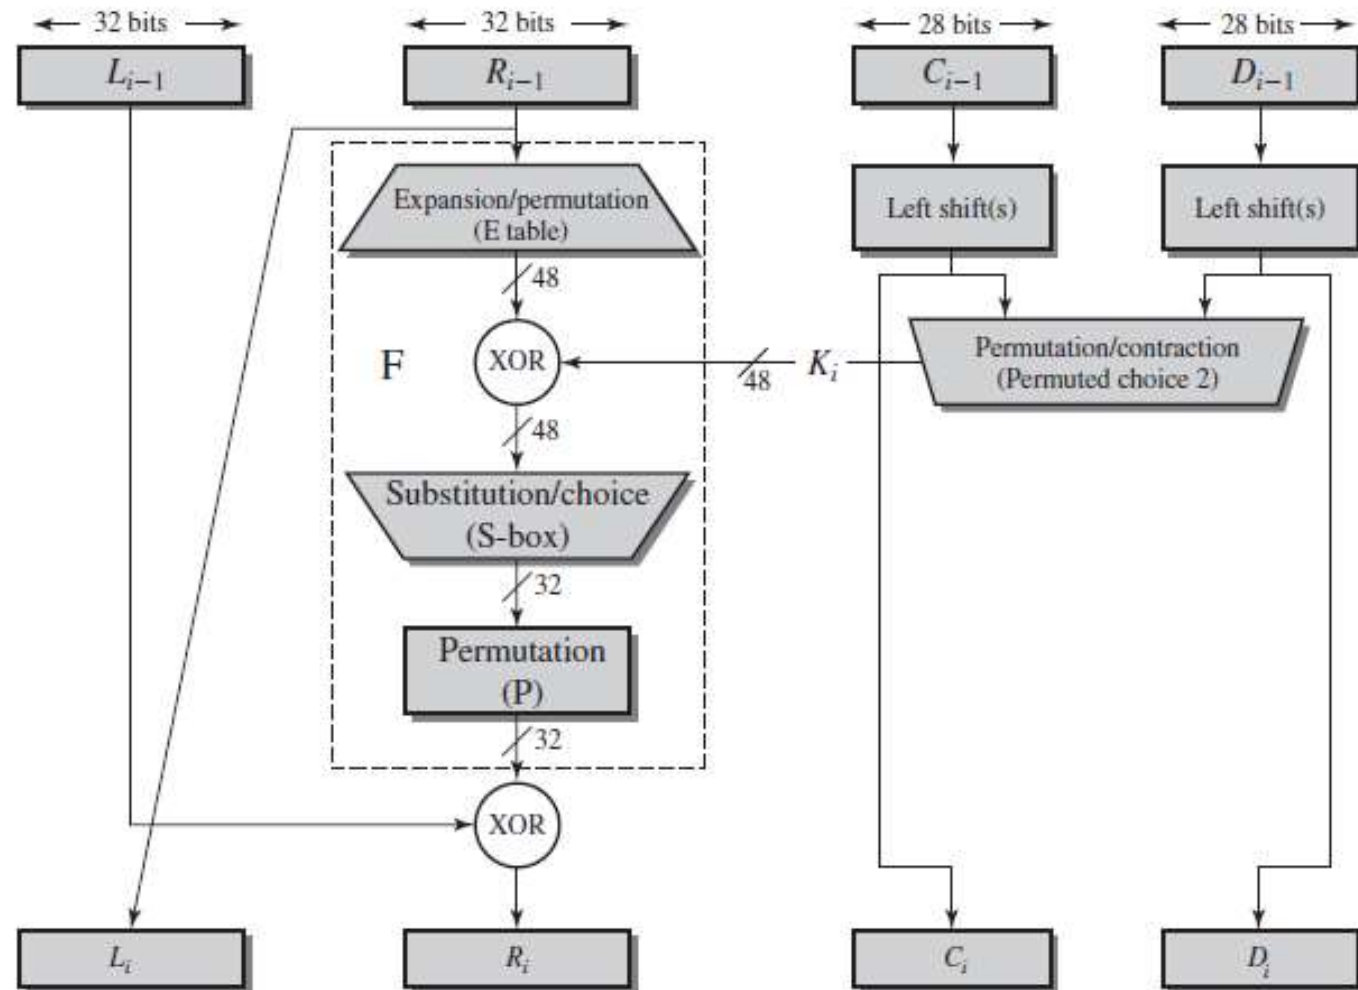 32 bits
32 bits
28 bits
28 bits
L_{i-1}
R_{i-1}
C_{i-1}
D_{i-1}
Expansion/permutation
(E table)
Left shift(s)
Left shift(s)
48
F
XOR
48
K_i
Permutation/contraction
(Permuted choice 2)
48
Substitution/choice
(S-box)
32
Permutation
(P)
32
XOR
L_i
R_i
C_i
D_i